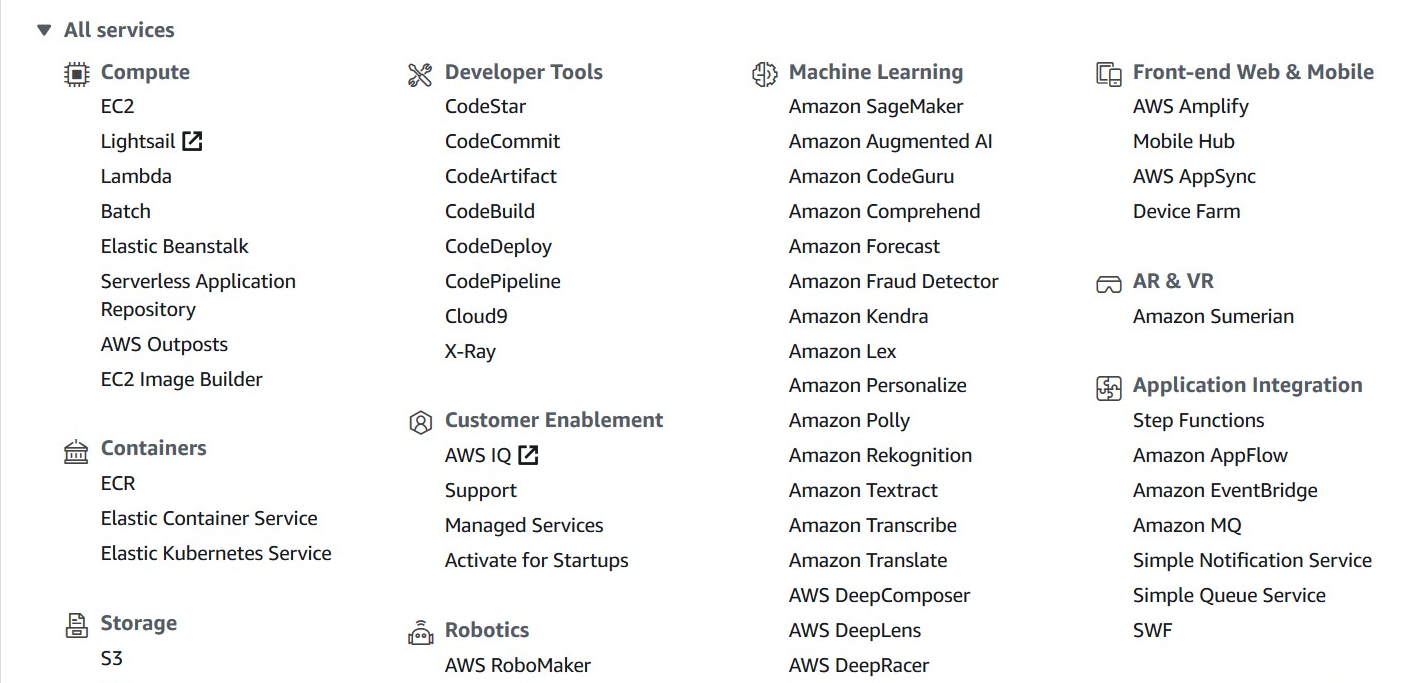 All services
Compute
EC2
Lightsail
Lambda
Batch
Elastic Beanstalk
Serverless Application
Repository
AWS Outposts
EC2 Image Builder
Containers
ECR
Elastic Container Service
Elastic Kubernetes Service
Storage
S3
Developer Tools
CodeStar
CodeCommit
CodeArtifact
CodeBuild
CodeDeploy
CodePipeline
Cloud9
X-Ray
Customer Enablement
AWS IQ
Support
Managed Services
Activate for Startups
Robotics
AWS RoboMaker
Machine Learning
Amazon SageMaker
Amazon Augmented AI
Amazon CodeGuru
Amazon Comprehend
Amazon Forecast
Amazon Fraud Detector
Amazon Kendra
Amazon Lex
Amazon Personalize
Amazon Polly
Amazon Rekognition
Amazon Textract
Amazon Transcribe
Amazon Translate
AWS DeepComposer
AWS DeepLens
AWS DeepRacer
Front-end Web & Mobile
AWS Amplify
Mobile Hub
AWS AppSync
Device Farm
AR & VR
Amazon Sumerian
Application Integration
Step Functions
Amazon AppFlow
Amazon EventBridge
Amazon MQ
Simple Notification Service
Simple Queue Service
SWF